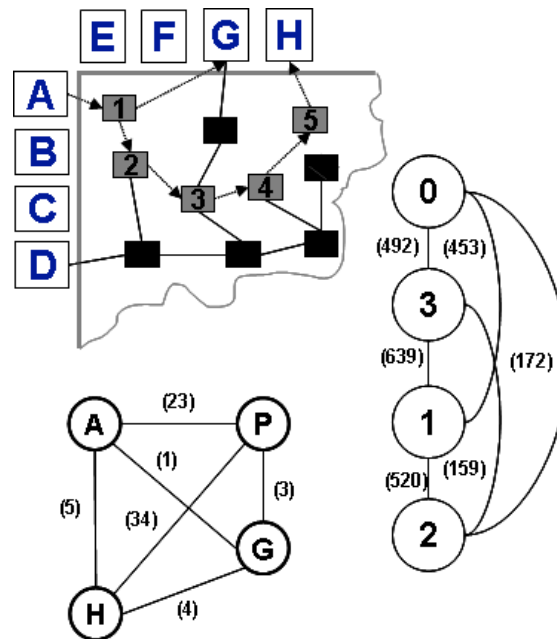 E F G H
A
1
B
2
5
3
4
C
D
0
(492) (453)
3
(639) (172)
1
(520) (159)
2
(23)
A P
(1)
(5) (34) (3)
G
H
(4)